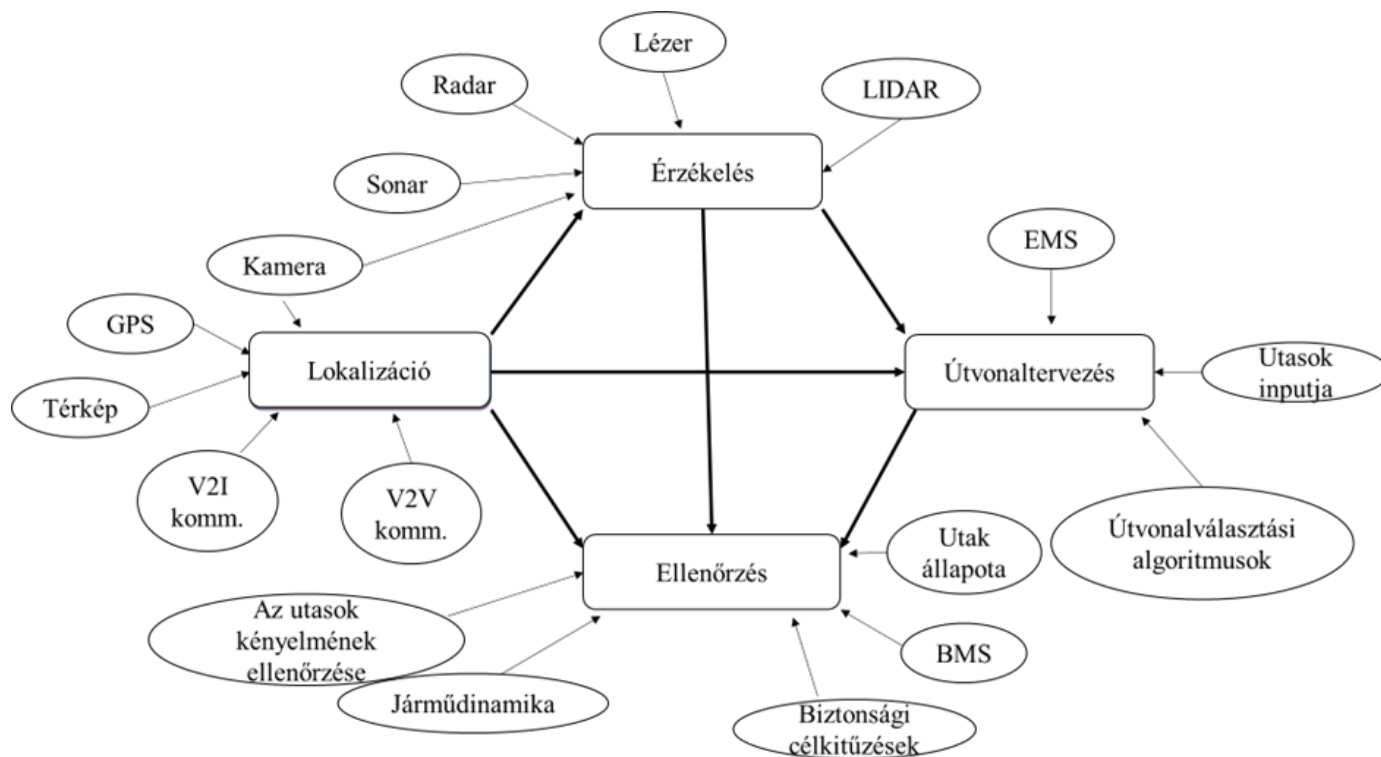 Lézer
Radar
LIDAR
Érzékelés
Sonar
EMS
Kamera
GPS
Lokalizáció
Útvonaltervezés
Utasok
inputja
Térkép
V2I
komm.
V2V
komm.
Útvonalválasztási
algoritmusok
Utak
állapota
Ellenőrzés
Az utasok
kényelmének
ellenőrzése
BMS
Járműdinamika
Biztonsági
célkitűzések